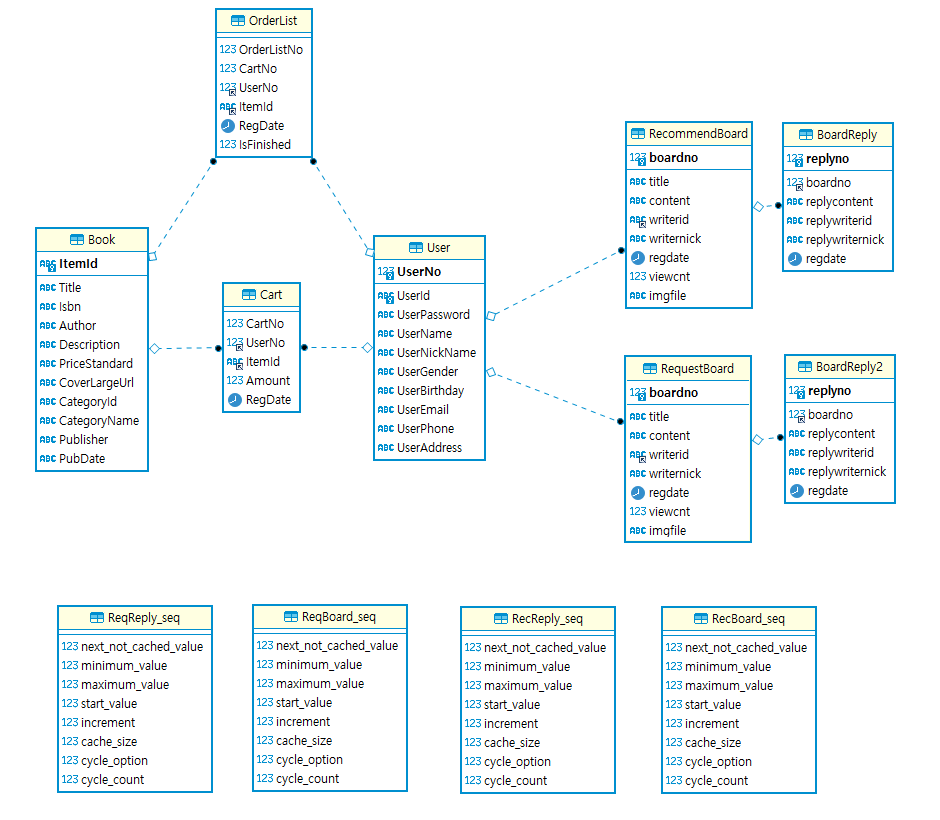 OrderList
123 OrderListNo
123 CartNo
123 UserNo
ABC ItemId
RegDate
123 IsFinished
Book
ABC ItemId
ABC Title
ABC Isbn
ABC Author
ABC Description
ABC PriceStandard
ABC CoverLargeUrl
ABC CategoryId
ABC CategoryName
ABC Publisher
ABC PubDate
Cart
123 CartNo
123 UserNo
ABC ItemId
123 Amount
RegDate
User
123 UserNo
ABC UserId
ABC UserPassword
ABC UserName
ABC UserNickName
ABC UserGender
ABC UserBirthday
ABC UserEmail
ABC UserPhone
ABC UserAddress
RecommendBoard
123 boardno
ABC title
ABC content
ABC writerid
ABC writernick
regdate
123 viewcnt
ABC imgfile
BoardReply
123 replyno
123 boardno
ABC replycontent
ABC replywriterid
ABC replywriternick
regdate
RequestBoard
123 boardno
ABC title
ABC content
ABC writerid
ABC writernick
regdate
123 viewcnt
ABC imgfile
BoardReply2
123 replyno
123 boardno
ABC replycontent
ABC replywriterid
ABC replywriternick
regdate
ReqReply_seq
123 next_not_cached_value
123 minimum_value
123 maximum_value
123 start_value
123 increment
123 cache_size
123 cycle_option
123 cycle_count
ReqBoard_seq
123 next_not_cached_value
123 minimum_value
123 maximum_value
123 start_value
123 increment
123 cache_size
123 cycle_option
123 cycle_count
RecReply_seq
123 next_not_cached_value
123 minimum_value
123 maximum_value
123 start_value
123 increment
123 cache_size
123 cycle_option
123 cycle_count
RecBoard_seq
123 next_not_cached_value
123 minimum_value
123 maximum_value
123 start_value
123 increment
123 cache_size
123 cycle_option
123 cycle_count